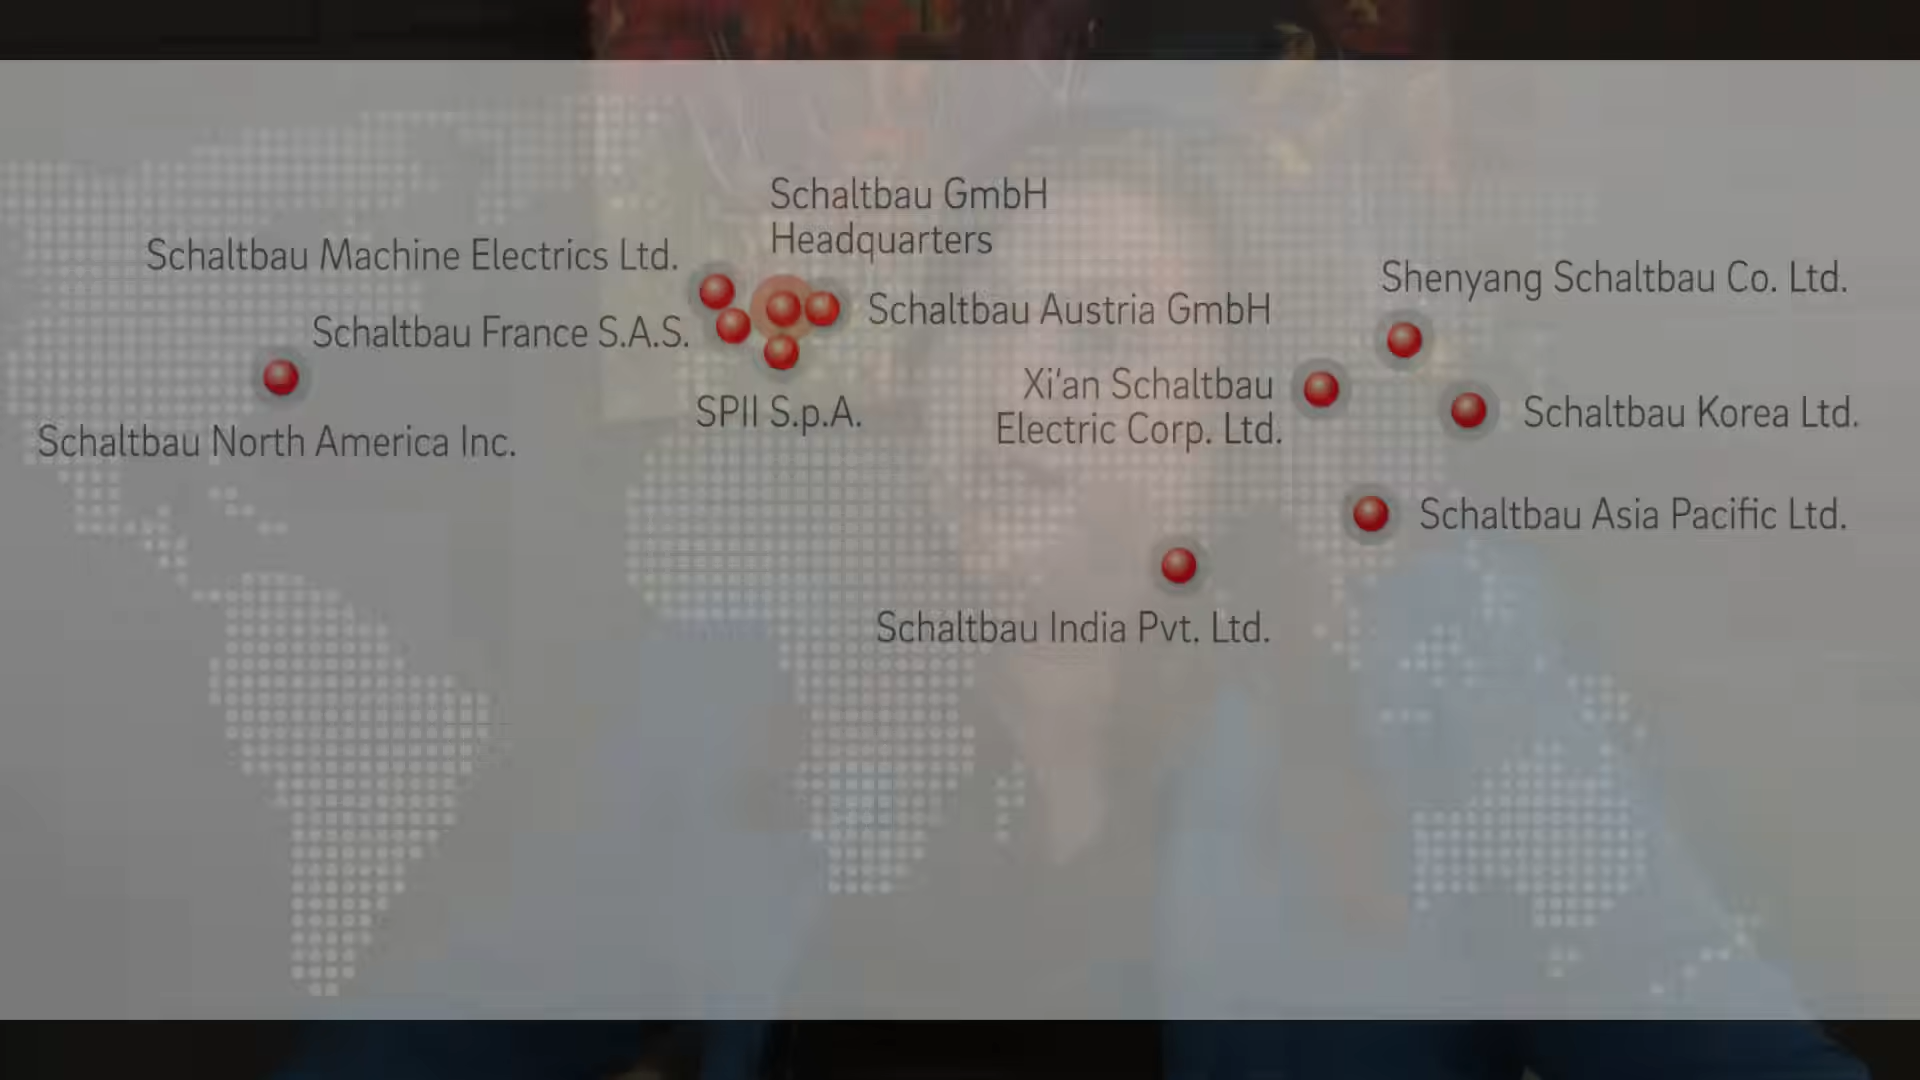 Schaltbau GmbH
Headquarters
Schaltbau Machine Electrics Ltd.
Shenyang Schaltbau Co. Ltd.
Schaltbau Austria GmbH
Schaltbau France S.A.S.
Xi‘an Schaltbau
Electric Corp. Ltd.
SPII S.p.A.
Schaltbau Korea Ltd.
Schaltbau North America Inc.
Schaltbau Asia Pacific Ltd.
Schaltbau India Pvt. Ltd.